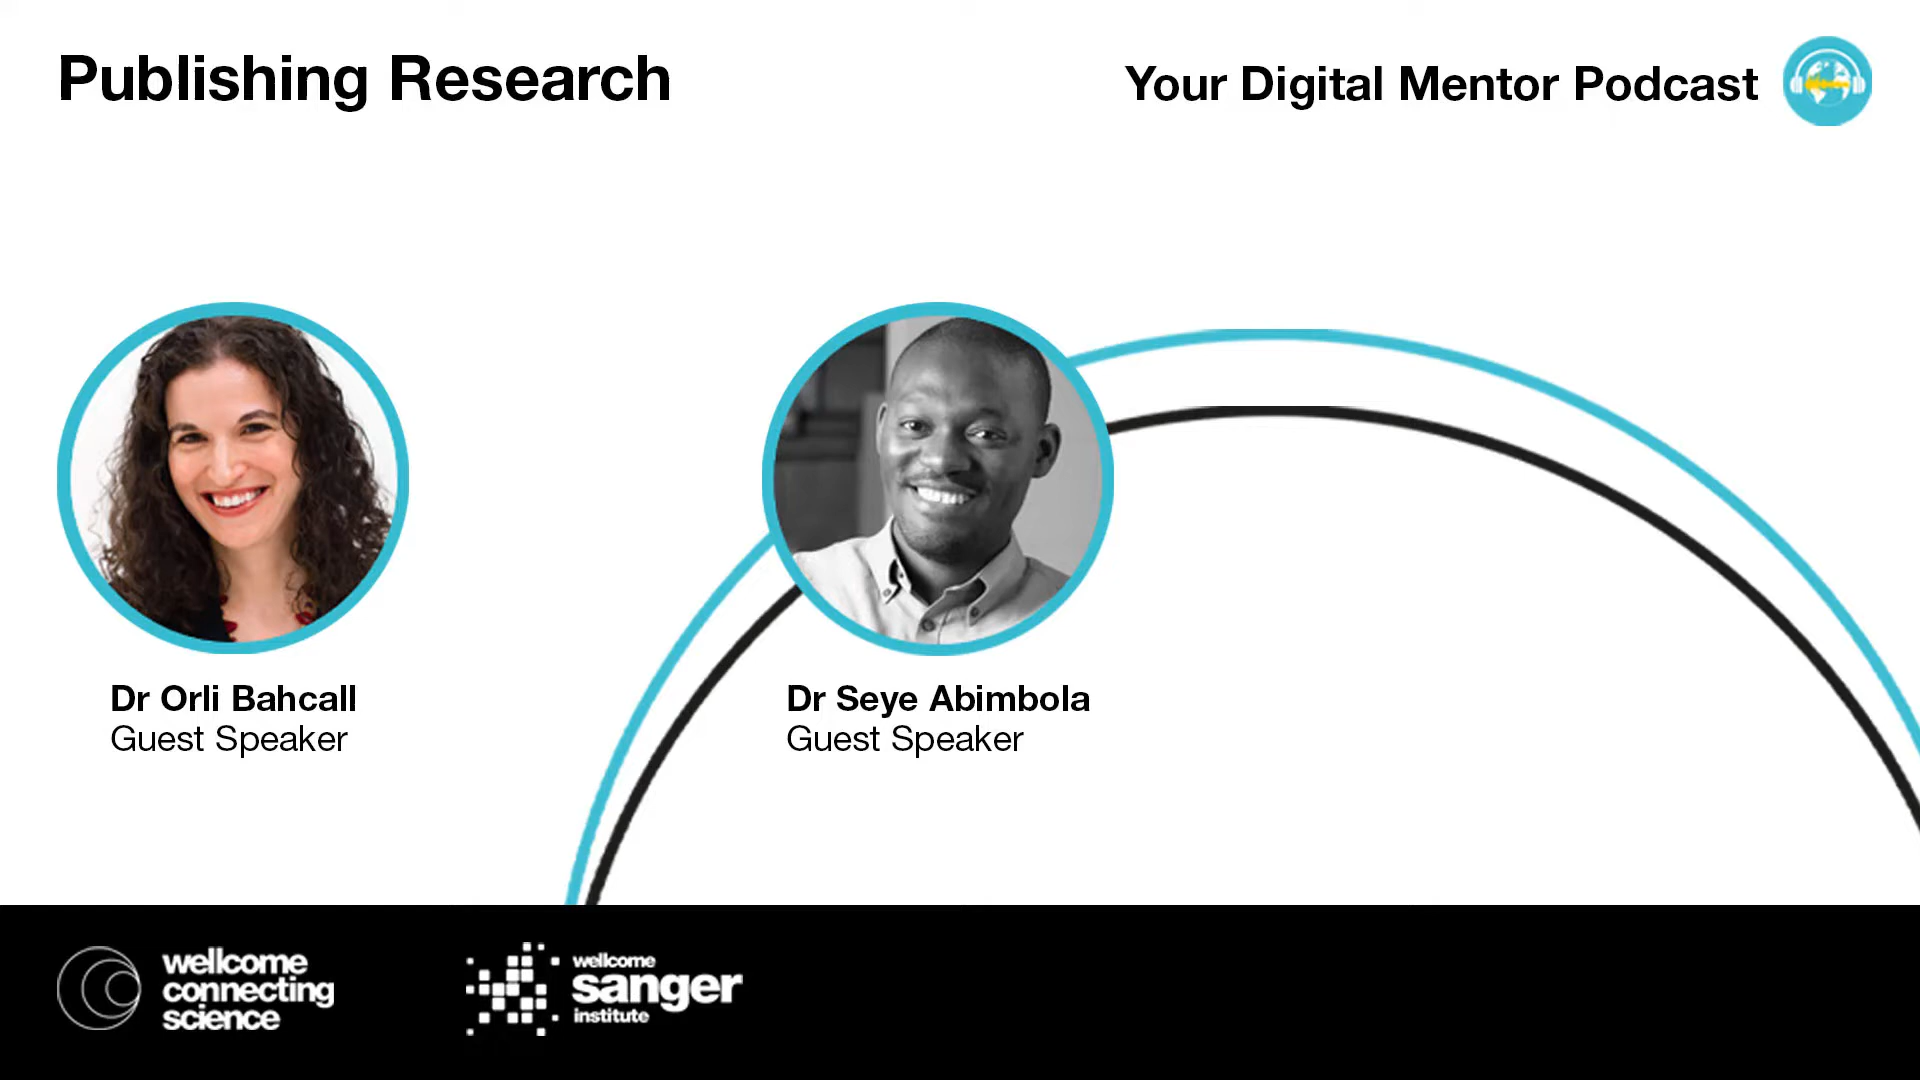 Publishing Research
Your Digital Mentor Podcast
Dr Orli Bahcall
Guest Speaker
Dr Seye Abimbola
Guest Speaker
wellcome
connecting
science
wellcome
sanger
institute